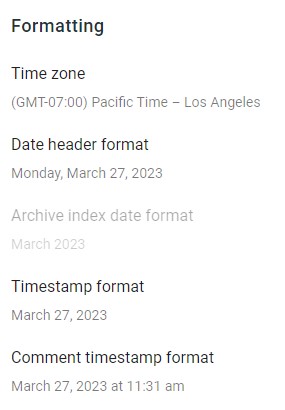 Formatting
Time zone
(GMT-07:00) Pacific Time – Los Angeles
Date header format
Monday, March 27, 2023
Archive index date format
March 2023
Timestamp format
March 27, 2023
Comment timestamp format
March 27, 2023 at 11:31 am